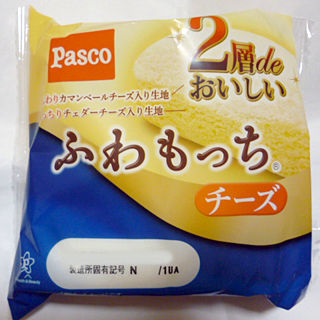 Pasco
2層de
おいしい
わりカマンベールチーズ入り生地
っちりチェダーチーズ入り生地
ふわもっち®
チーズ
製造所固有記号 N /1UA